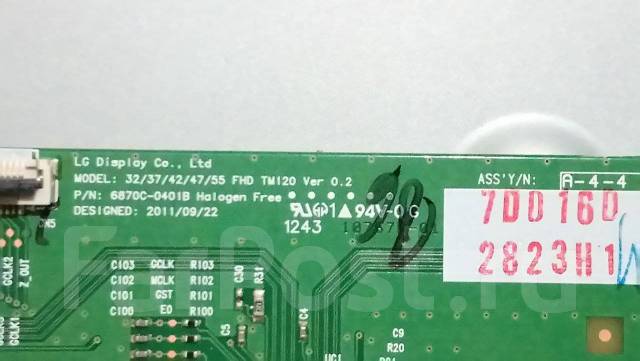 LG Display Co., Ltd
MODEL: 32/37/42/47/55 FHD TM120 Ver 0.2
P/N: 6870C-0401B Halogen Free
DESIGNED: 2011/09/22
94V-0 G
1243
ASS'Y/N: A-4-4
7DD16D
2823H1
CN5
GCLK2
Z_OUT
GCLK1
C103 GCLK R103
C102 MCLK R102
C101 GST R101
C100 EO R100
C30
R31
C5
C4
C9
R20
UC1
FarPost.ru